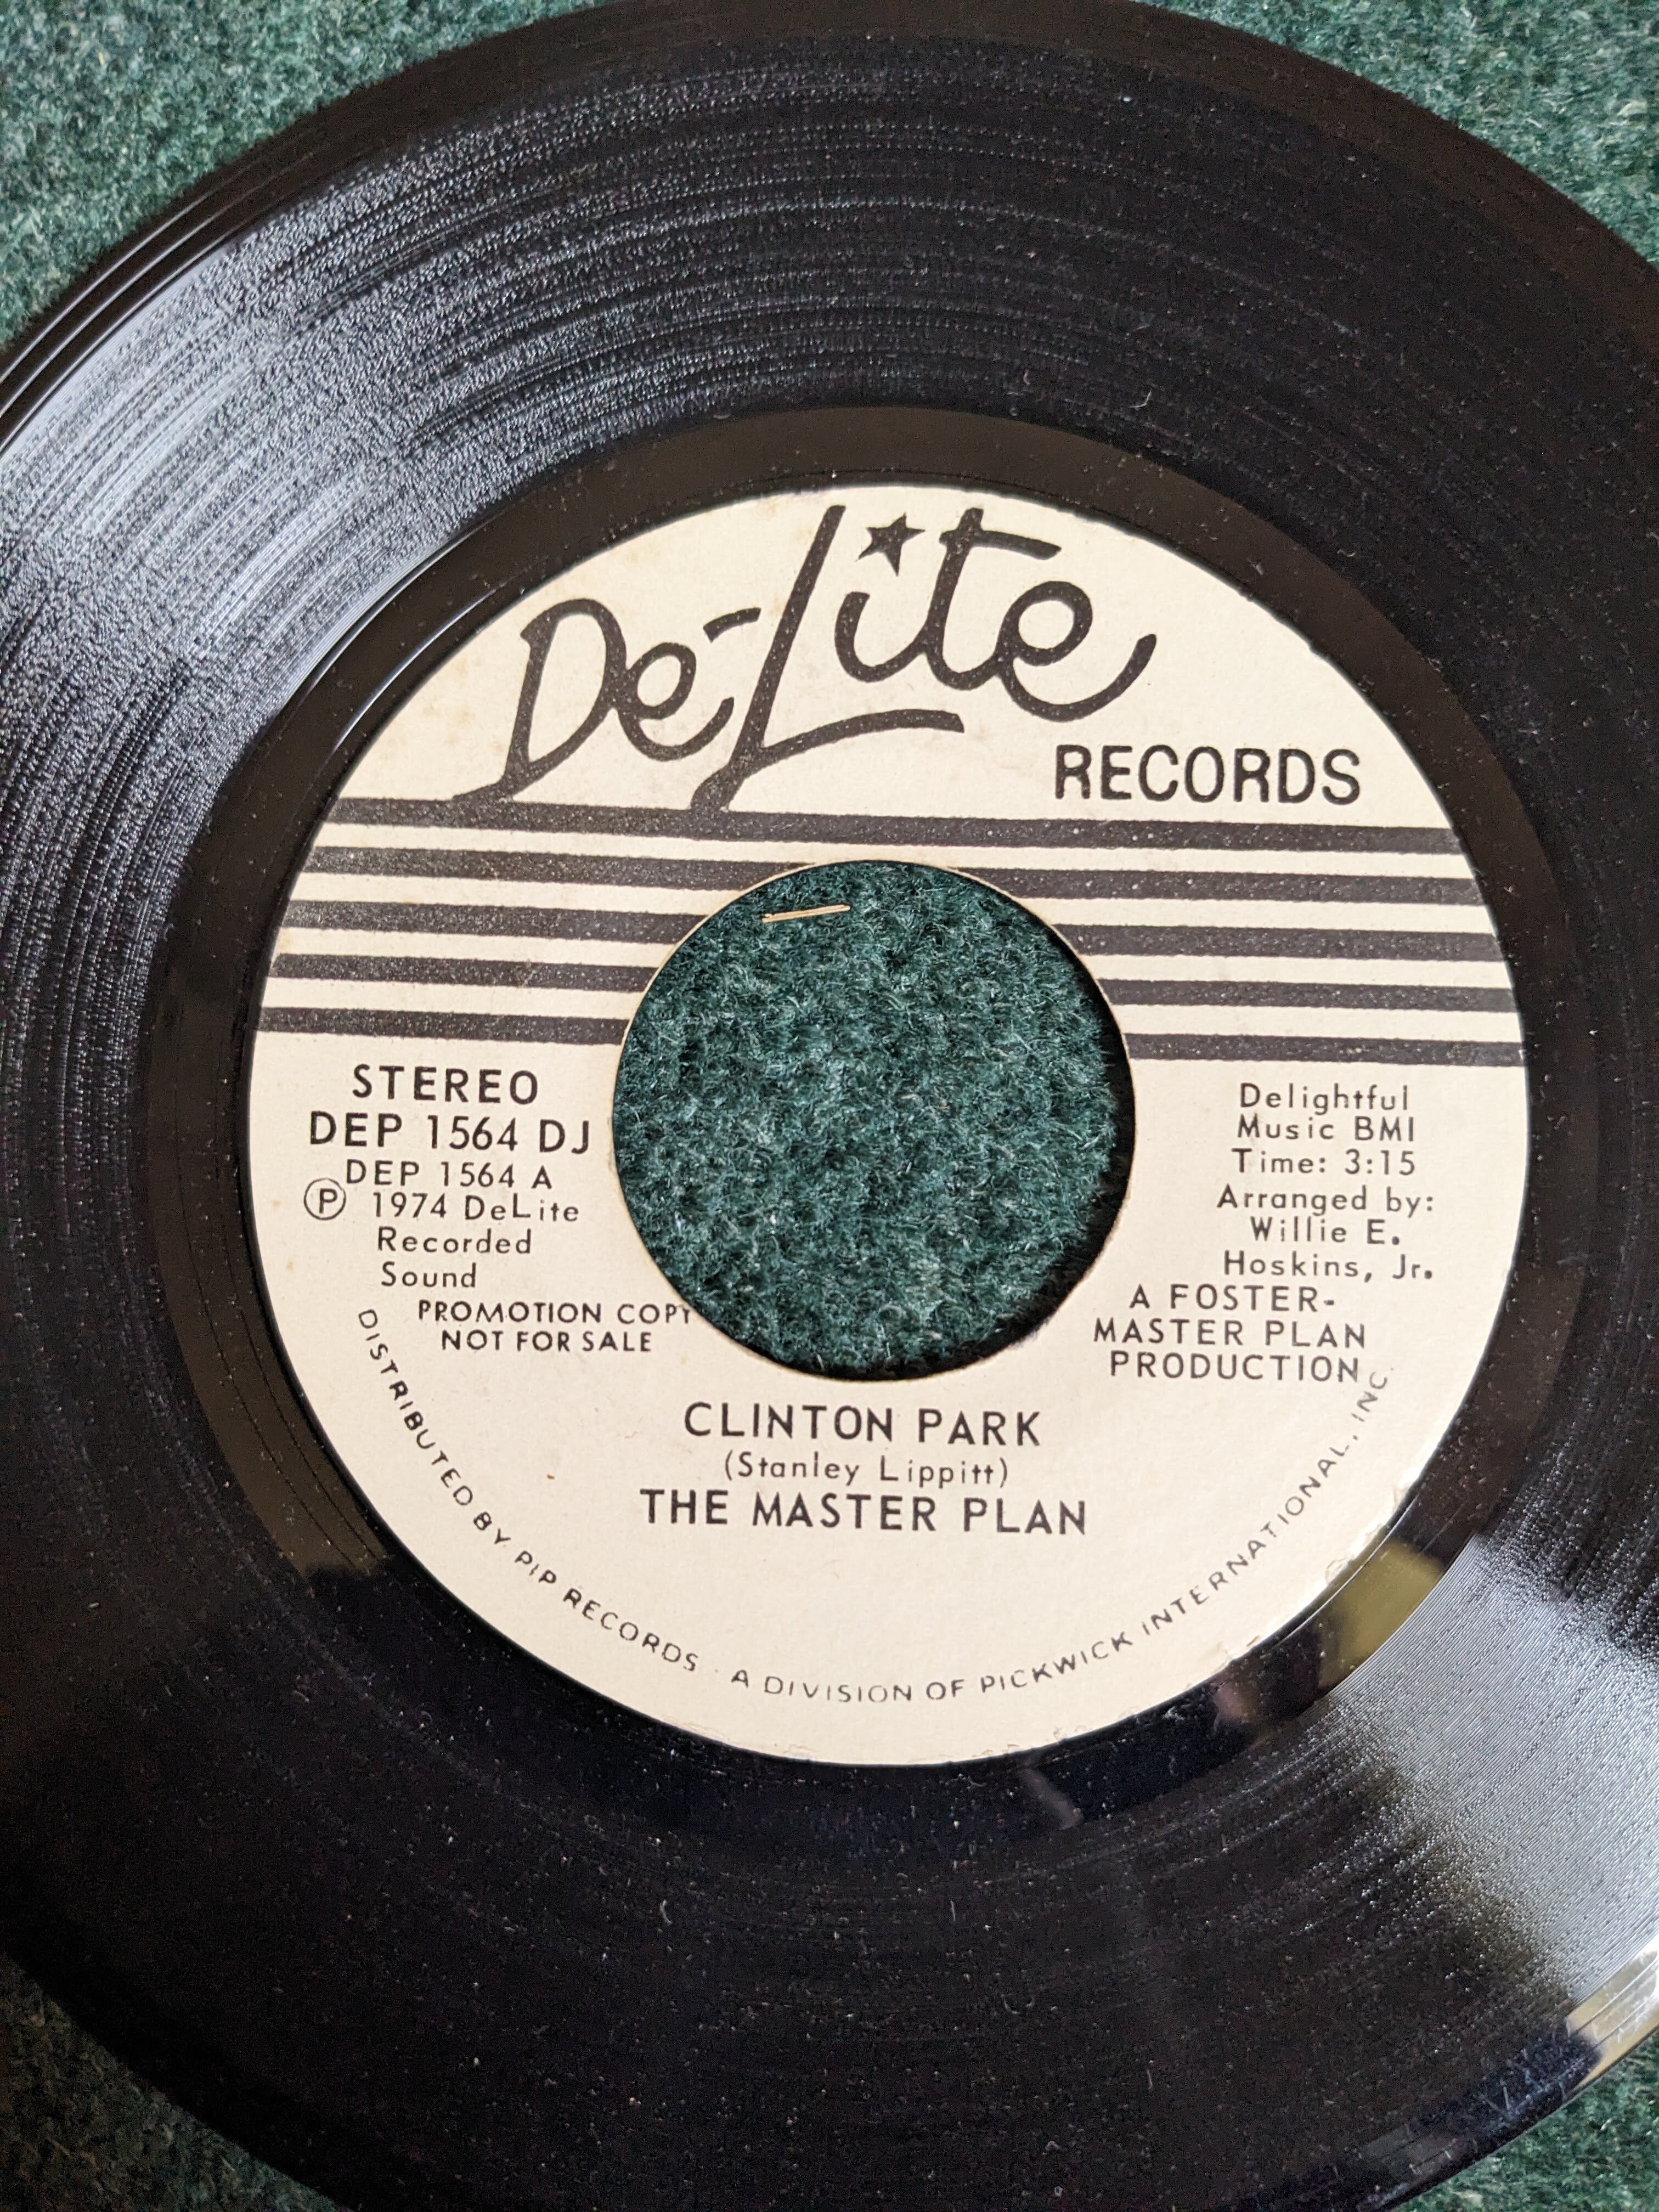 De-Lite
RECORDS
STEREO
DEP 1564 DJ
DEP 1564 A
Ⓟ 1974 DeLite
Recorded
Sound
PROMOTION COPY
NOT FOR SALE
Delightful
Music BMI
Time: 3:15
Arranged by:
Willie E.
Hoskins, Jr.
A FOSTER-
MASTER PLAN
PRODUCTION
CLINTON PARK
(Stanley Lippitt)
THE MASTER PLAN
DISTRIBUTED BY PIP RECORDS · A DIVISION OF PICKWICK INTERNATIONAL, INC.